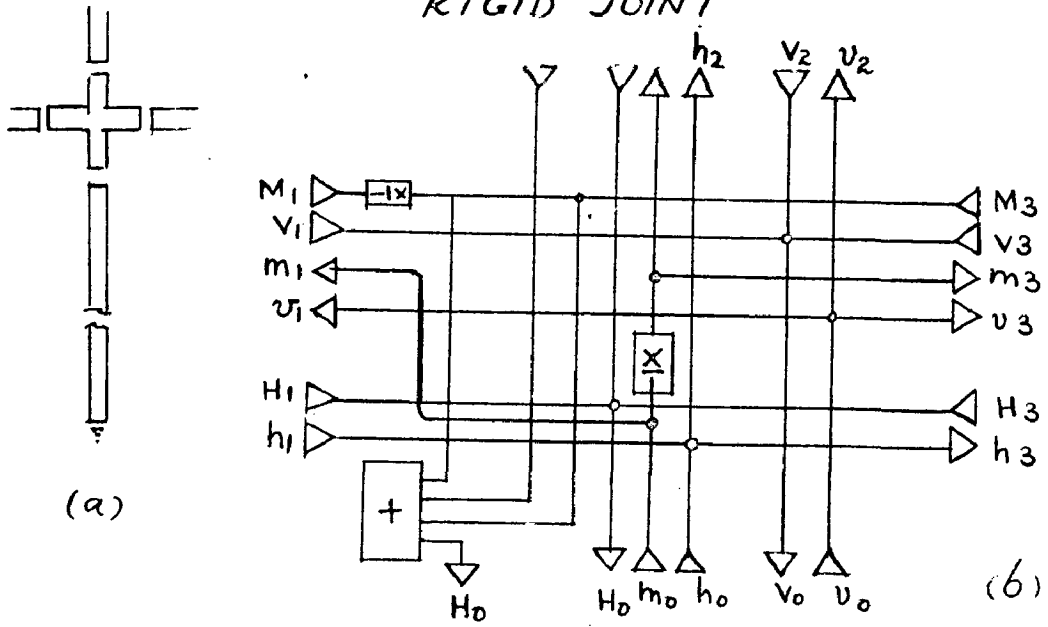 RIGID JOINT
h2 V2 v2
M1 -1x M3
V1 V3
m1 m3
v1 v3
X
H1 H3
h1 h3
+
(a)
H0 H0 m0 h0 V0 v0
(b)